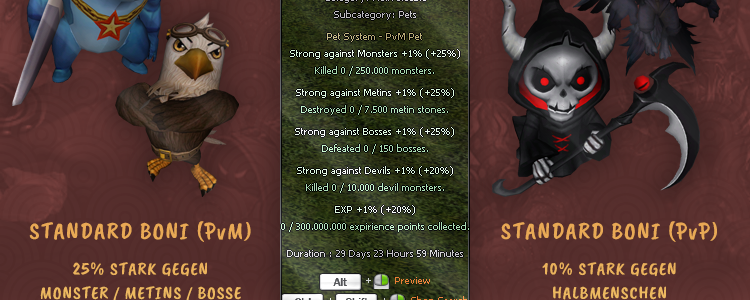 Subcategory: Pets
Pet System - PvM Pet
Strong against Monsters +1% (+25%)
Killed 0 / 250.000 monsters.
Strong against Metins +1% (+25%)
Destroyed 0 / 7.500 metin stones.
Strong against Bosses +1% (+25%)
Defeated 0 / 150 bosses.
Strong against Devils +1% (+20%)
Killed 0 / 10.000 devil monsters.
EXP +1% (+20%)
0 / 300.000.000 expirience points collected.
Duration : 29 Days 23 Hours 59 Minutes
Alt + Preview
STANDARD BONI (PvM)
25% STARK GEGEN
MONSTER / METINS / BOSSE
STANDARD BONI (PvP)
10% STARK GEGEN
HALBMENSCHEN